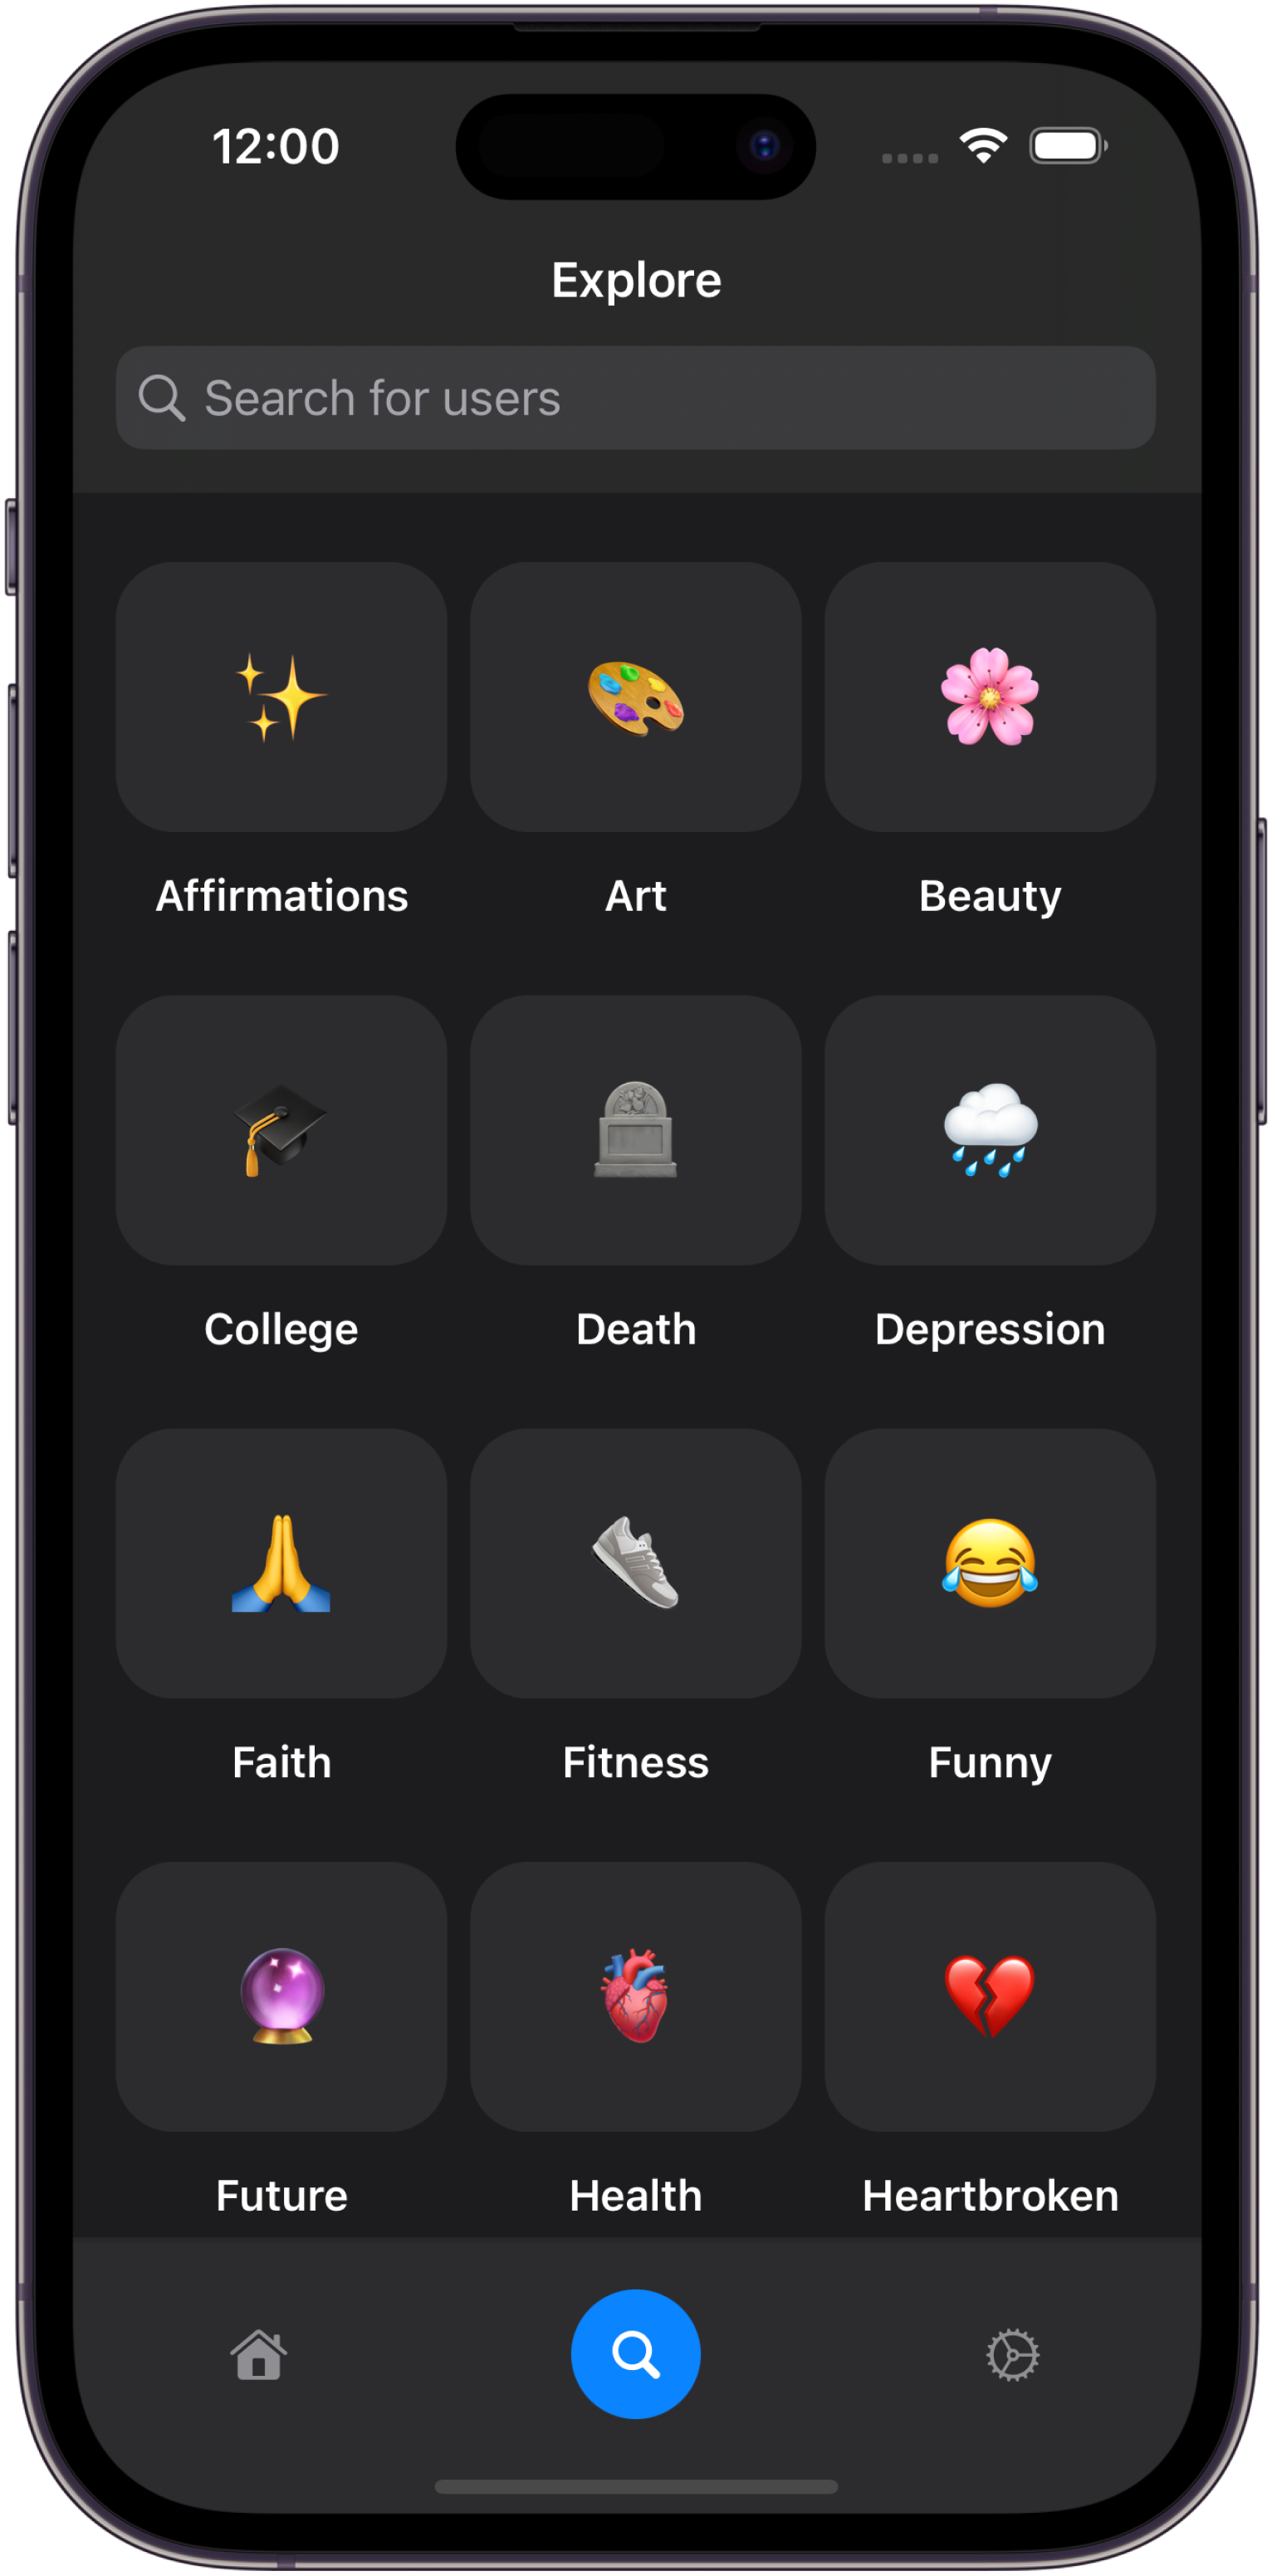 12:00
Explore
Search for users
Affirmations Art Beauty
College Death Depression
Faith Fitness Funny
Future Health Heartbroken